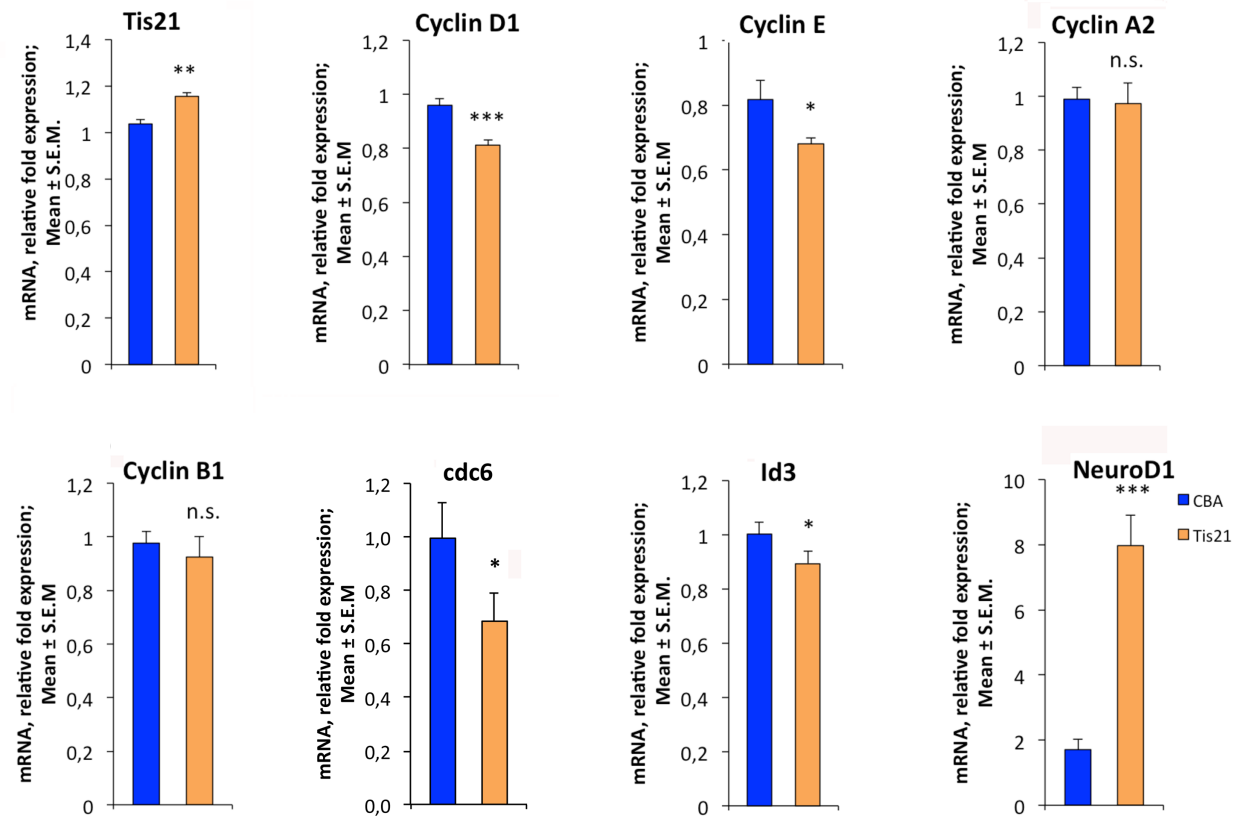 Tis21
mRNA, relative fold expression;
Mean ± S.E.M.
1,4
1,2
1
0,8
0,6
0,4
0,2
0
**
Cyclin D1
mRNA, relative fold expression;
Mean ± S.E.M
1,2
1
0,8
0,6
0,4
0,2
0
***
Cyclin E
mRNA, relative fold expression;
Mean ± S.E.M
1
0,8
0,6
0,4
0,2
0
*
Cyclin A2
mRNA, relative fold expression;
Mean ± S.E.M
1,2
1
0,8
0,6
0,4
0,2
0
n.s.
Cyclin B1
mRNA, relative fold expression;
Mean ± S.E.M
1,2
1
0,8
0,6
0,4
0,2
0
n.s.
cdc6
mRNA, relative fold expression;
Mean ± S.E.M
1,2
1,0
0,8
0,6
0,4
0,2
0,0
*
Id3
mRNA, relative fold expression;
Mean ± S.E.M.
1,2
1
0,8
0,6
0,4
0,2
0
*
NeuroD1
mRNA, relative fold expression;
Mean ± S.E.M.
10
8
6
4
2
0
***
CBA
Tis21